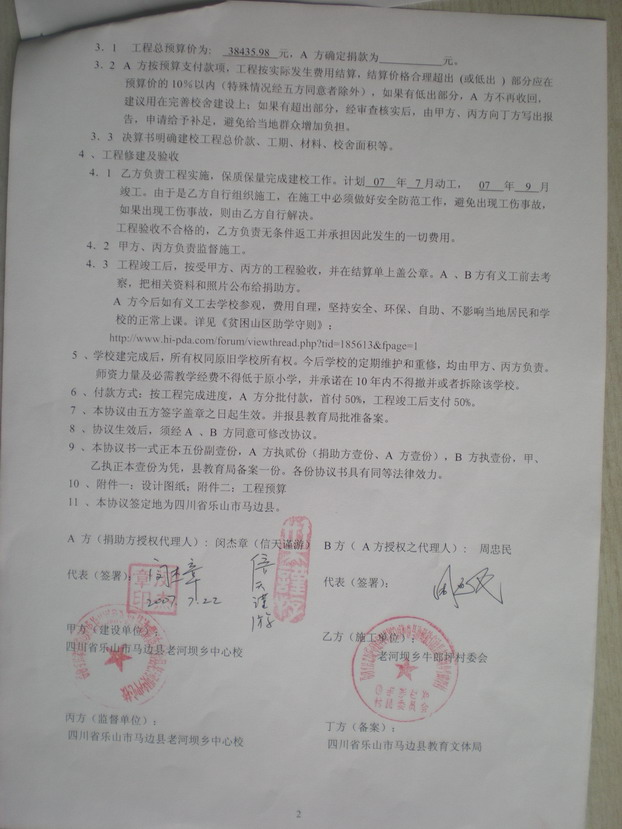 3. 1 工程总预算价为: 38435.98 元，A 方确定捐款为____________元。
3. 2 A 方按预算支付款项，工程按实际发生费用结算，结算价格合理超出（或低出）部分应在
预算价的 10%以内（特殊情况经五方同意者除外），如果有低出部分，A 方不再收回，
建议用在完善校舍建设上；如果有超出部分，经审查核实后，由甲方、丙方向丁方写出报
告，申请给予补足，避免给当地群众增加负担。
3. 3 决算书明确建校工程总价款、工期、材料、校舍面积等。
4 、工程修建及验收
4. 1 乙方负责工程实施，保质保量完成建校工作。计划 07 年 7 月动工， 07 年 9 月
竣工。由于是乙方自行组织施工，在施工中必须做好安全防范工作，避免出现工伤事故，
如果出现工伤事故，则由乙方自行解决。
工程验收不合格的，乙方负责无条件返工并承担因此发生的一切费用。
4. 2 甲方、丙方负责监督施工。
4. 3 工程竣工后，按受甲方、丙方的工程验收，并在结算单上盖公章。A 、B 方有义工前去考
察，把相关资料和照片公布给捐助方。
A 方今后如有义工去学校参观，费用自理，坚持安全、环保、自助、不影响当地居民和学
校的正常上课。详见《贫困山区助学守则》：
http://www.hi-pda.com/forum/viewthread.php?tid=185613&fpage=1
5 、学校建完成后，所有权同原旧学校所有权。今后学校的定期维护和重修，均由甲方、丙方负责。
师资力量及必需教学经费不得低于原小学，并承诺在 10 年内不得撤并或者拆除该学校。
6 、付款方式：按工程完成进度，A 方分批付款，首付 50%，工程竣工后支付 50%。
7 、本协议由五方签字盖章之日起生效。并报县教育局批准备案。
8 、协议生效后，须经 A 、B 方同意可修改协议。
9 、本协议书一式正本五份副壹份，A 方执贰份（捐助方壹份、A 方壹份），B 方执壹份，甲、
乙执正本壹份为凭，县教育局备案一份。各份协议书具有同等法律效力。
10 、附件一：设计图纸；附件二：工程预算
11 、本协议签定地为四川省乐山市马边县。
A 方（捐助方授权代理人）：闵杰章（信天谨游）
B 方（ A 方授权之代理人）： 周忠民
代表（签署）：闵杰章 信天谨游
2007. 7. 22
代表（签署）： 周忠民
甲方（建设单位）：
四川省乐山市马边县老河坝乡中心校
乙方（施工单位）：
老河坝乡牛郎坪村委会
丙方（监督单位）：
四川省乐山市马边县老河坝乡中心校
丁方（备案）：
四川省乐山市马边县教育文体局
2